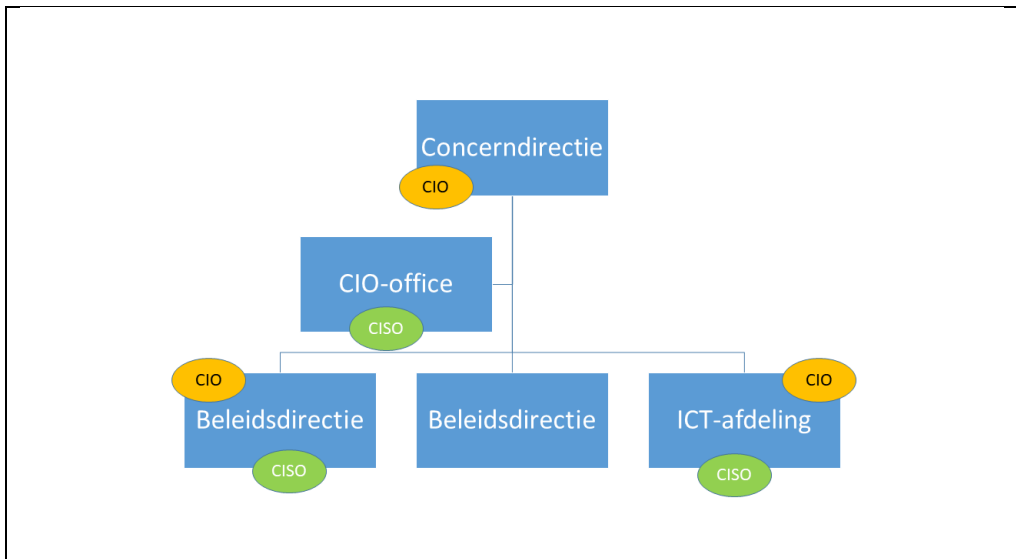 Concerndirectie
CIO
CIO-office
CISO
CIO
CIO
Beleidsdirectie
Beleidsdirectie
ICT-afdeling
CISO
CISO